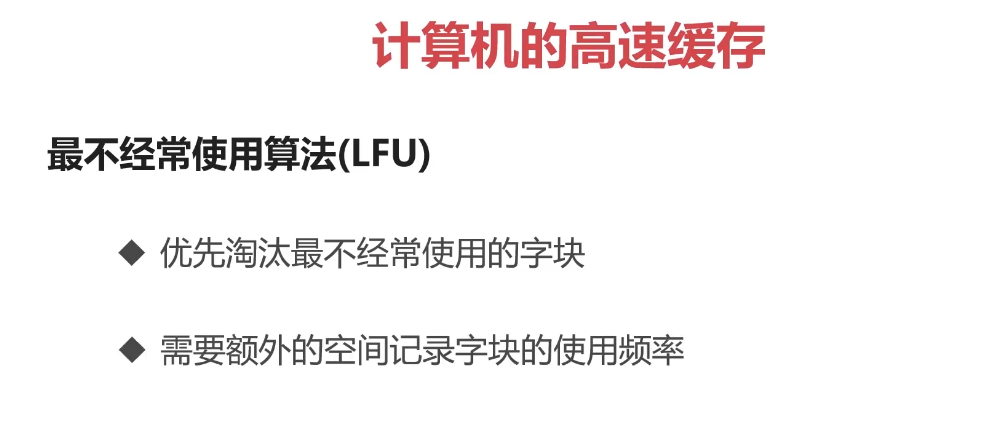 计算机的高速缓存
最不经常使用算法(LFU)
◆ 优先淘汰最不经常使用的字块
◆ 需要额外的空间记录字块的使用频率